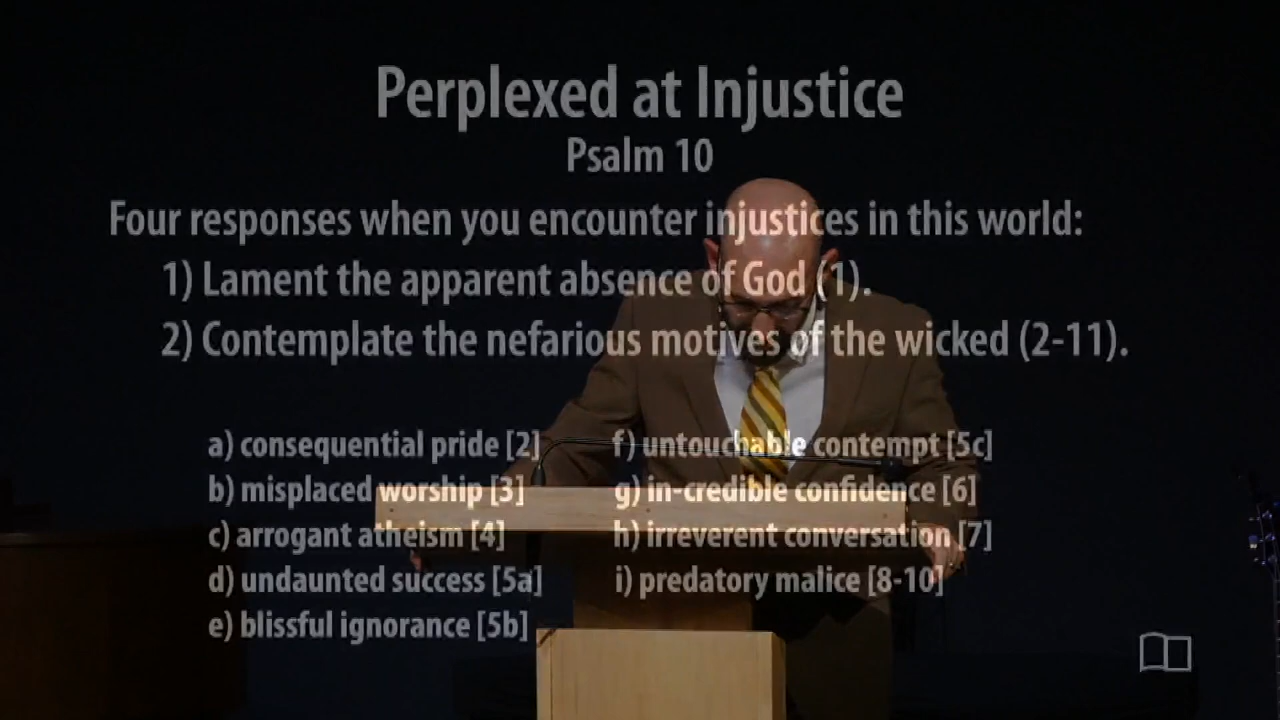 Perplexed at Injustice
Psalm 10
Four responses when you encounter injustices in this world:
1) Lament the apparent absence of God (1).
2) Contemplate the nefarious motives of the wicked (2-11).
a) consequential pride [2]
b) misplaced worship [3]
c) arrogant atheism [4]
d) undaunted success [5a]
e) blissful ignorance [5b]
f) untouchable contempt [5c]
g) in-credible confidence [6]
h) irreverent conversation [7]
i) predatory malice [8-10]